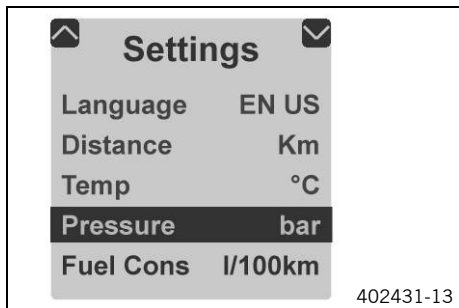 Settings
Language EN US
Distance Km
Temp °C
Pressure bar
Fuel Cons l/100km
402431-13